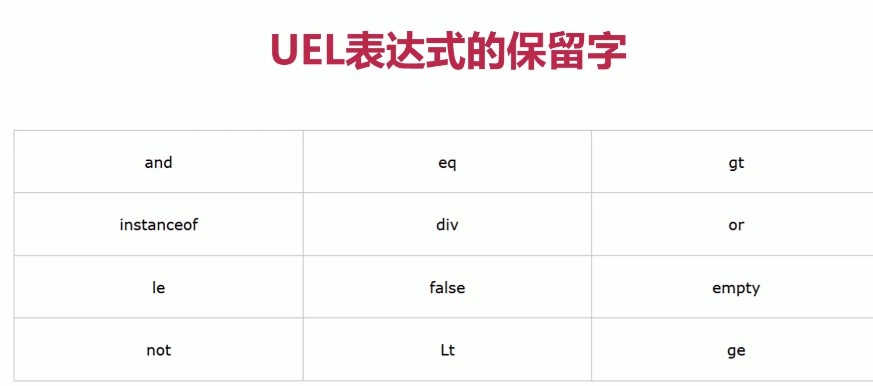 UEL表达式的保留字
and eq gt
instanceof div or
le false empty
not Lt ge